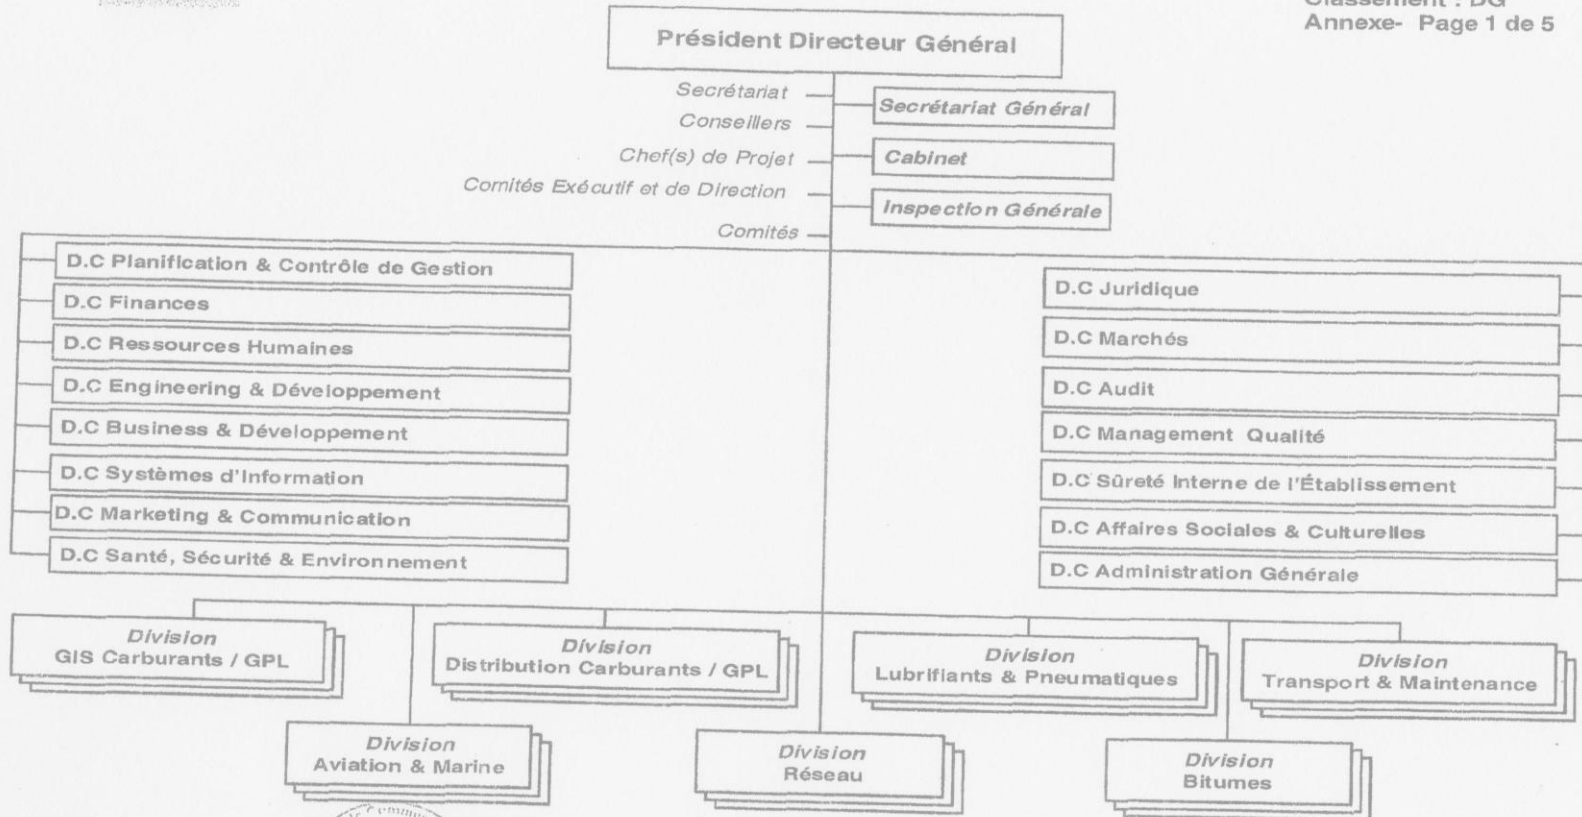 Classement : DG
Annexe- Page 1 de 5
Président Directeur Général
Secrétariat
Conseillers
Chef(s) de Projet
Comités Exécutif et de Direction
Comités
Secrétariat Général
Cabinet
Inspection Générale
D.C Planification & Contrôle de Gestion
D.C Finances
D.C Ressources Humaines
D.C Engineering & Développement
D.C Business & Développement
D.C Systèmes d'Information
D.C Marketing & Communication
D.C Santé, Sécurité & Environnement
D.C Juridique
D.C Marchés
D.C Audit
D.C Management Qualité
D.C Sûreté Interne de l'Établissement
D.C Affaires Sociales & Culturelles
D.C Administration Générale
Division
GIS Carburants / GPL
Division
Distribution Carburants / GPL
Division
Lubrifiants & Pneumatiques
Division
Transport & Maintenance
Division
Aviation & Marine
Division
Réseau
Division
Bitumes